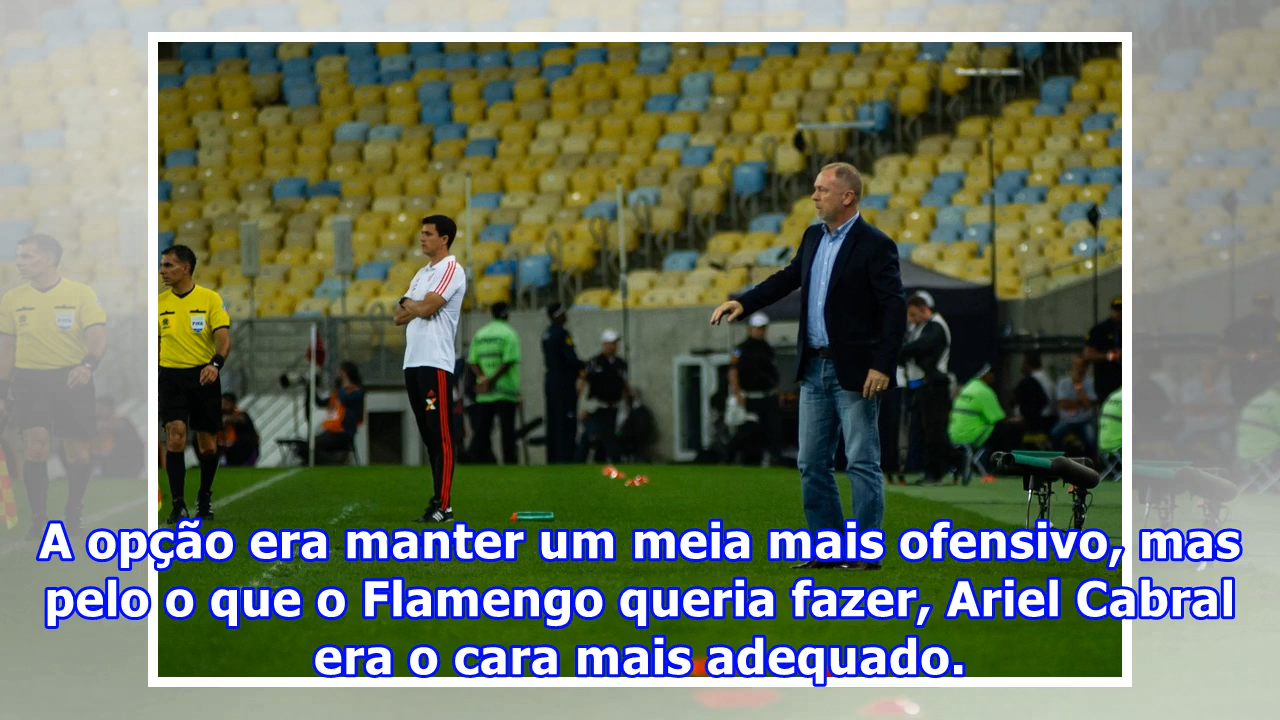 A opção era manter um meia mais ofensivo, mas
pelo o que o Flamengo queria fazer, Ariel Cabral
era o cara mais adequado.